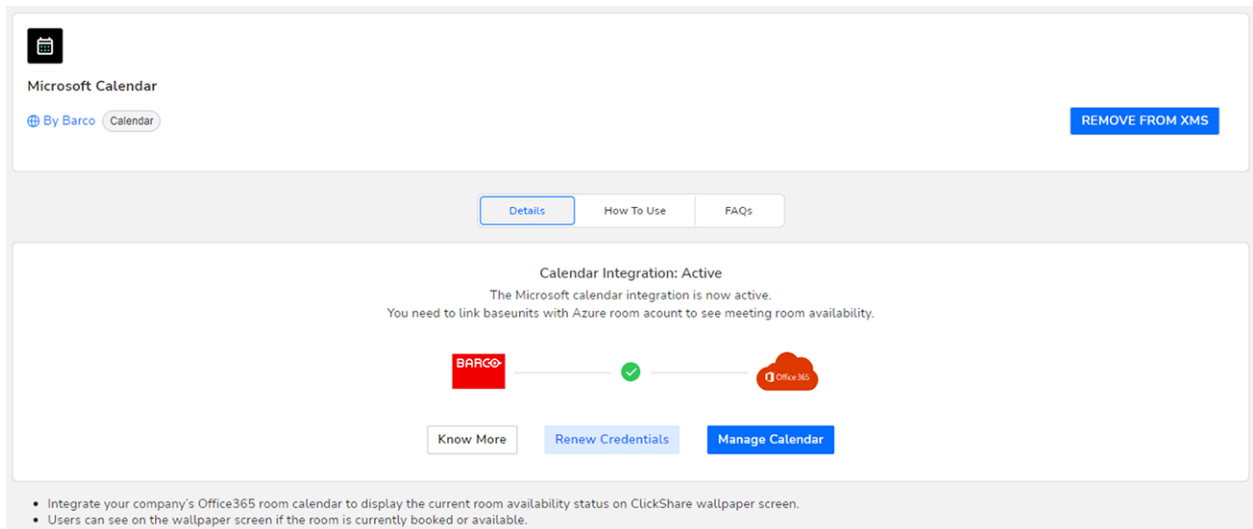 Microsoft Calendar
By Barco Calendar
REMOVE FROM XMS
Details How To Use FAQs
Calendar Integration: Active
The Microsoft calendar integration is now active.
You need to link baseunits with Azure room acount to see meeting room availability.
BARCO
Office 365
Know More Renew Credentials Manage Calendar
Integrate your company's Office365 room calendar to display the current room availability status on ClickShare wallpaper screen.
Users can see on the wallpaper screen if the room is currently booked or available.